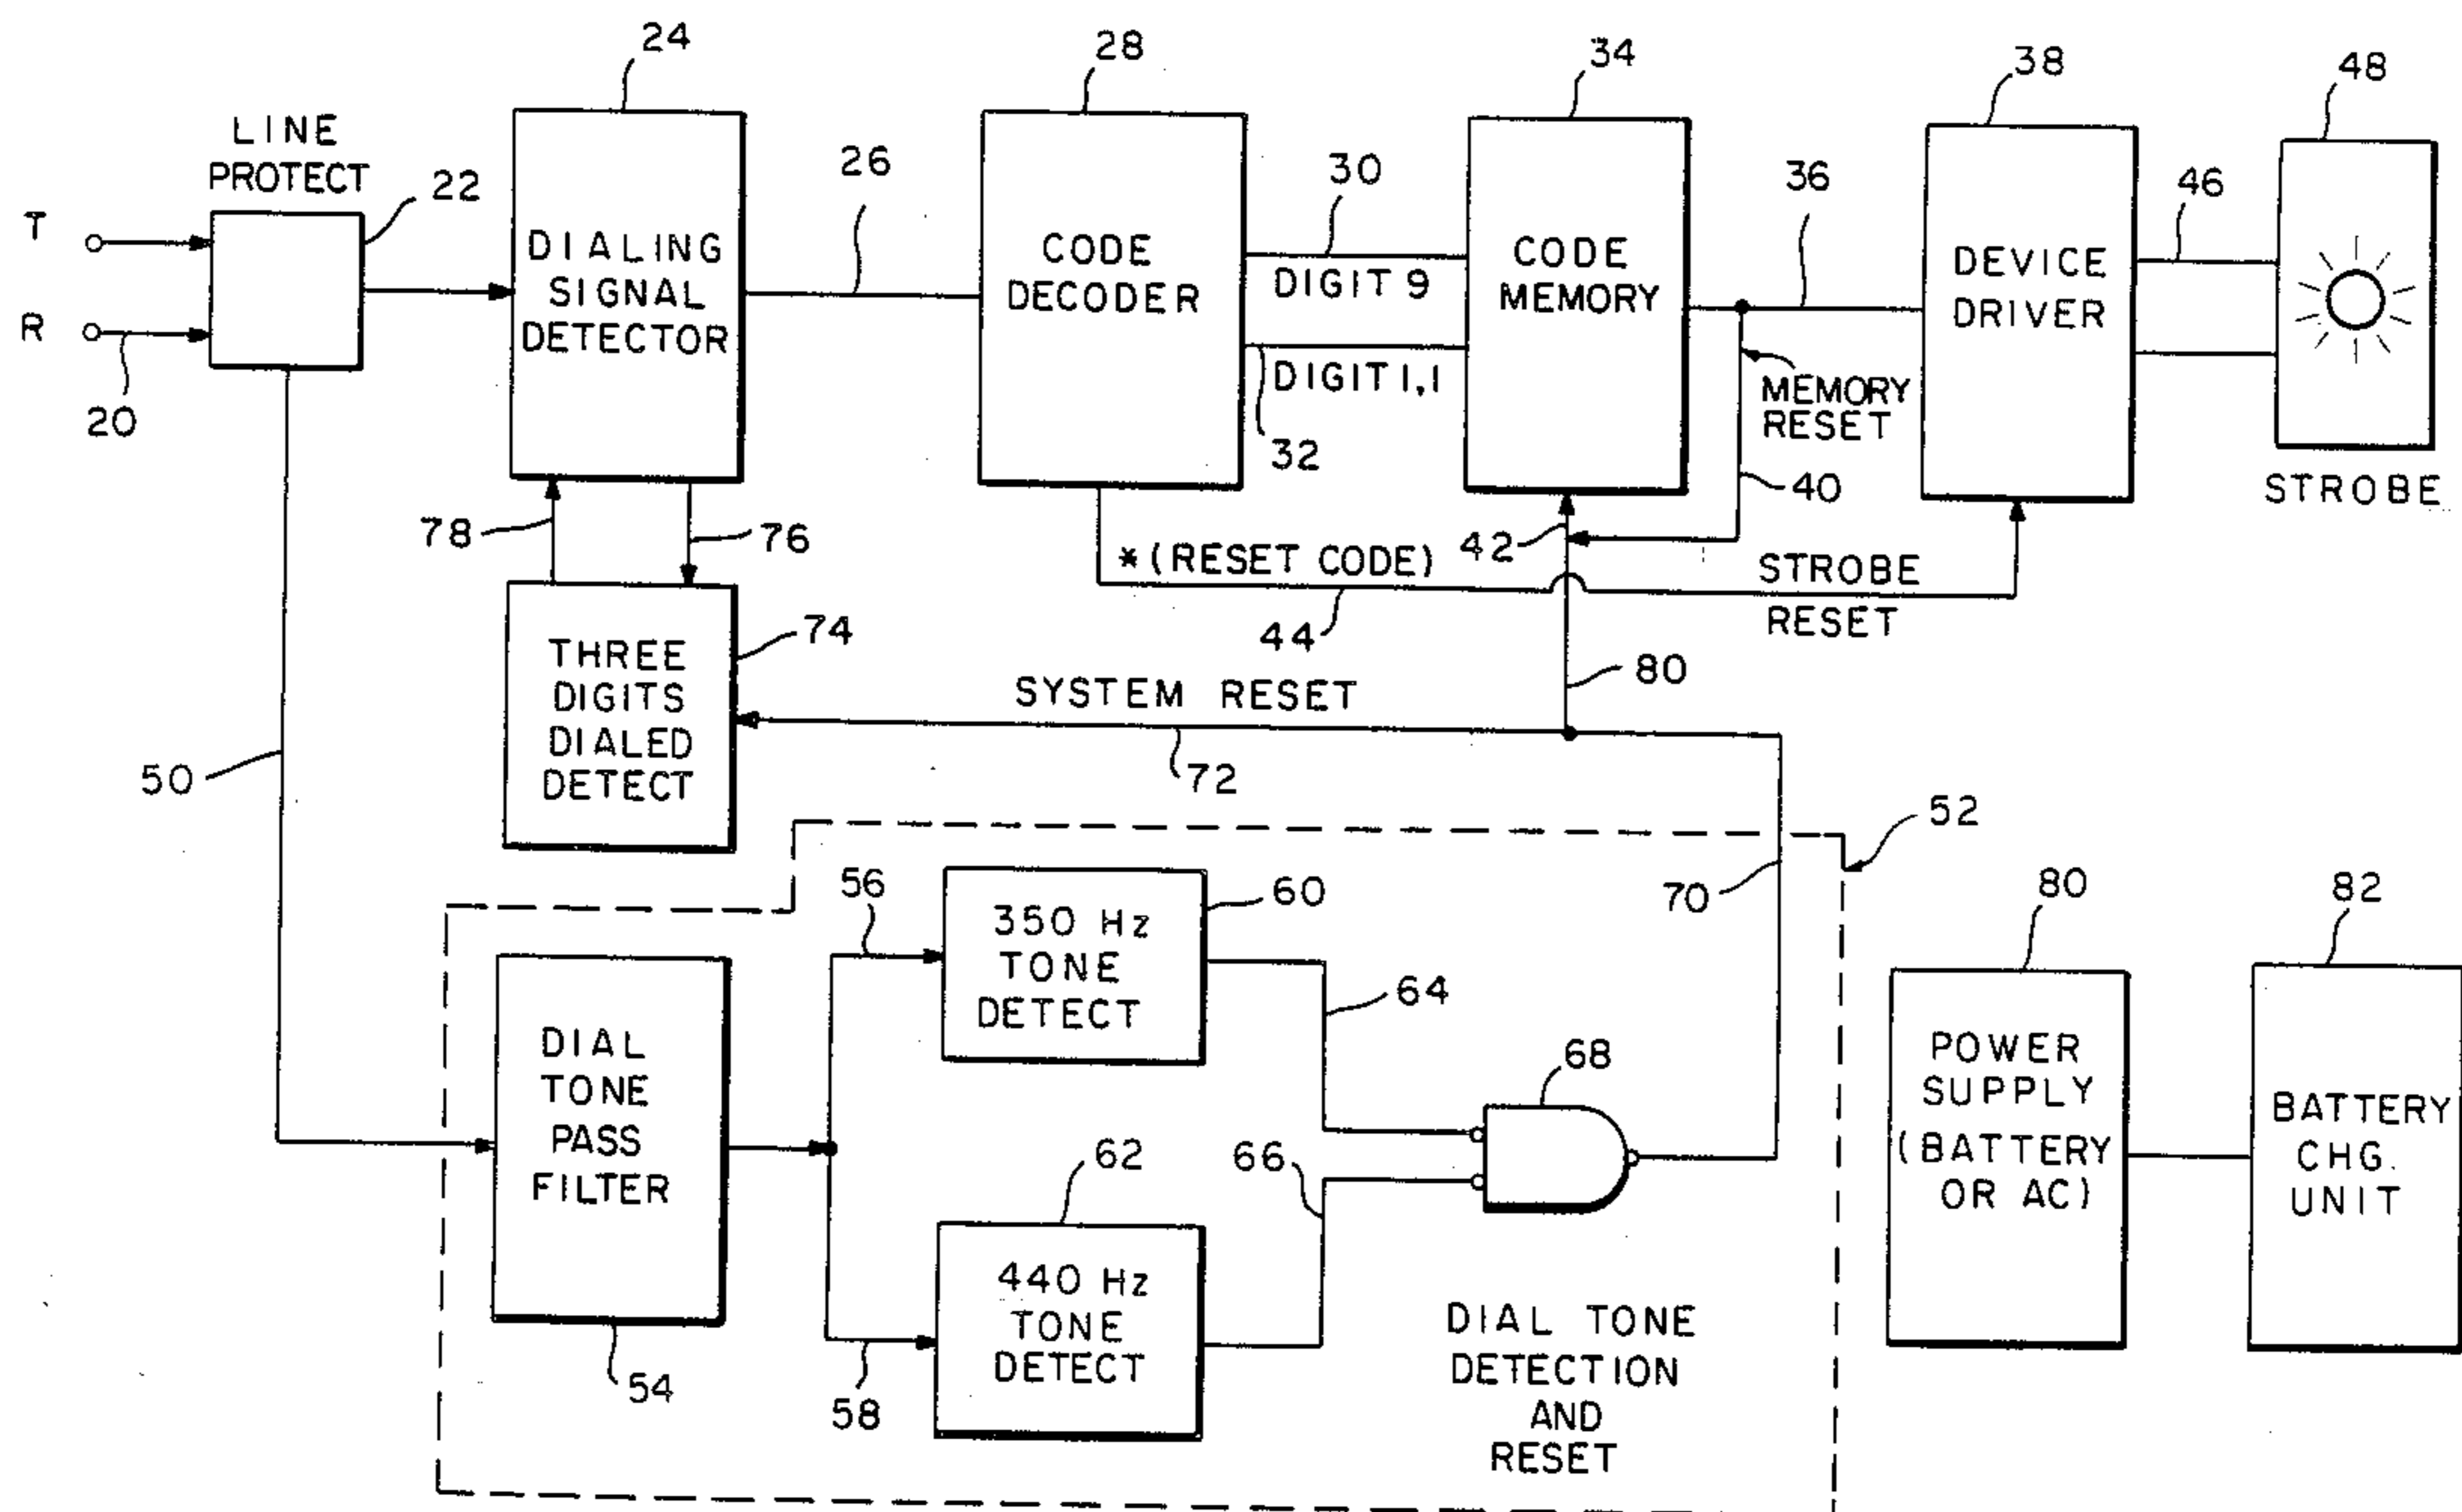 24
28
34
38
48
LINE
PROTECT
22
26
30
36
46
T
R
20
DIALING
SIGNAL
DETECTOR
CODE
DECODER
DIGIT 9
DIGIT 1,1
32
CODE
MEMORY
MEMORY
RESET
40
42
DEVICE
DRIVER
STROBE
78
76
* (RESET CODE)
44
STROBE
RESET
THREE
DIGITS
DIALED
DETECT
74
SYSTEM RESET
72
80
50
52
56
350 Hz
TONE
DETECT
60
64
70
80
82
DIAL
TONE
PASS
FILTER
54
58
62
440 Hz
TONE
DETECT
66
68
DIAL TONE
DETECTION
AND
RESET
POWER
SUPPLY
(BATTERY
OR AC)
BATTERY
CHG.
UNIT